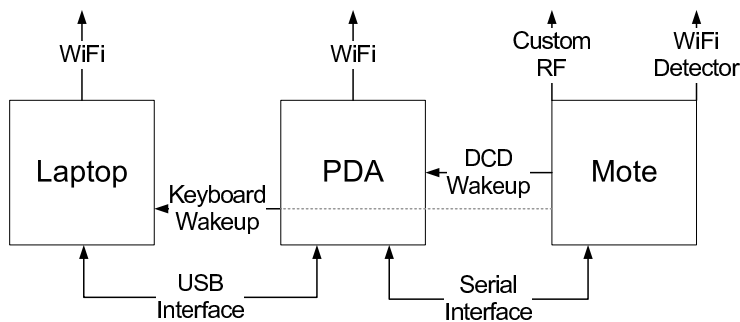 WiFi
WiFi
Custom
RF
WiFi
Detector
Laptop
PDA
Mote
DCD
Wakeup
Keyboard
Wakeup
USB
Interface
Serial
Interface